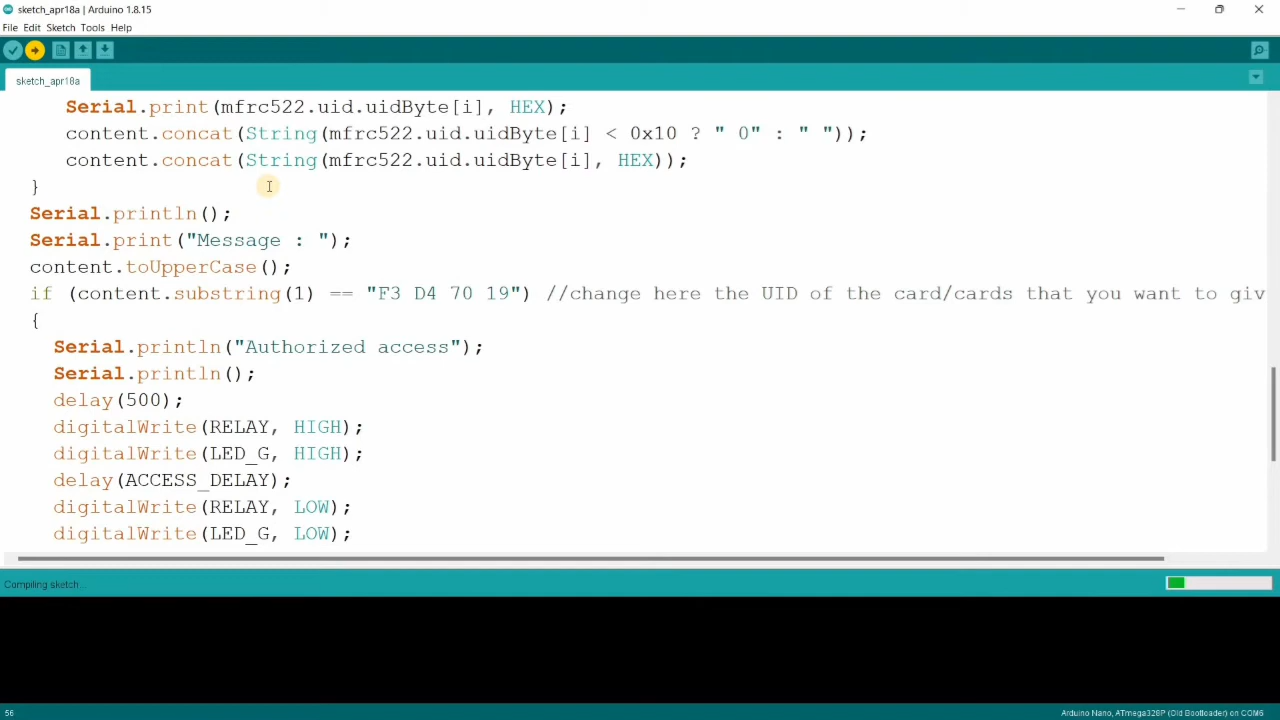 sketch_apr18a | Arduino 1.8.15
File Edit Sketch Tools Help
sketch_apr18a
Serial.print(mfrc522.uid.uidByte[i], HEX);
content.concat(String(mfrc522.uid.uidByte[i] < 0x10 ? " 0" : " "));
content.concat(String(mfrc522.uid.uidByte[i], HEX));
}
Serial.println();
Serial.print("Message : ");
content.toUpperCase();
if (content.substring(1) == "F3 D4 70 19") //change here the UID of the card/cards that you want to giv
{
Serial.println("Authorized access");
Serial.println();
delay(500);
digitalWrite(RELAY, HIGH);
digitalWrite(LED_G, HIGH);
delay(ACCESS_DELAY);
digitalWrite(RELAY, LOW);
digitalWrite(LED_G, LOW);
Compiling sketch...
56
Arduino Nano, ATmega328P (Old Bootloader) on COM6